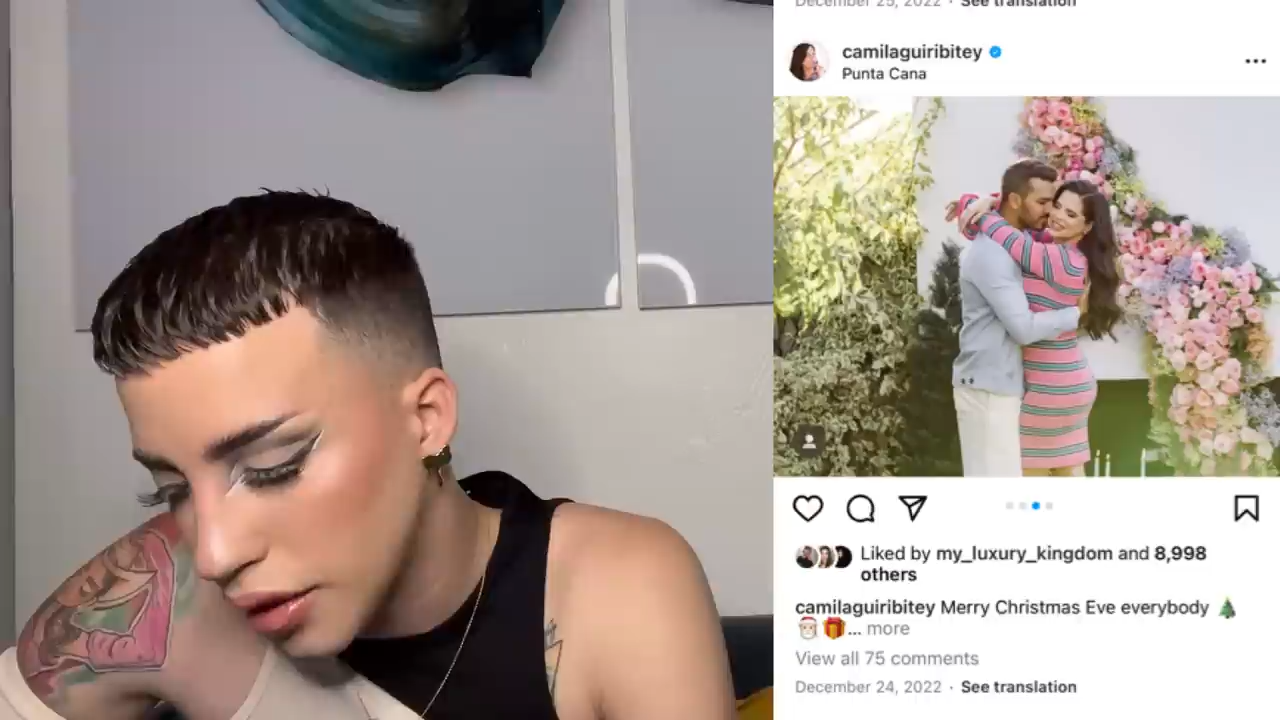 December 25, 2022 · See translation
camilaguiribitey
Punta Cana
Liked by my_luxury_kingdom and 8,998
others
camilaguiribitey Merry Christmas Eve everybody 🎄
🎅🏻🎁... more
View all 75 comments
December 24, 2022 · See translation